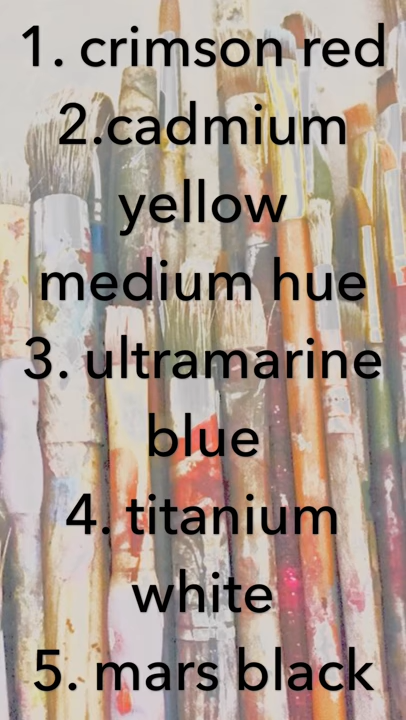 1. crimson red
2.cadmium
yellow
medium hue
3. ultramarine
blue
4. titanium
white
5. mars black